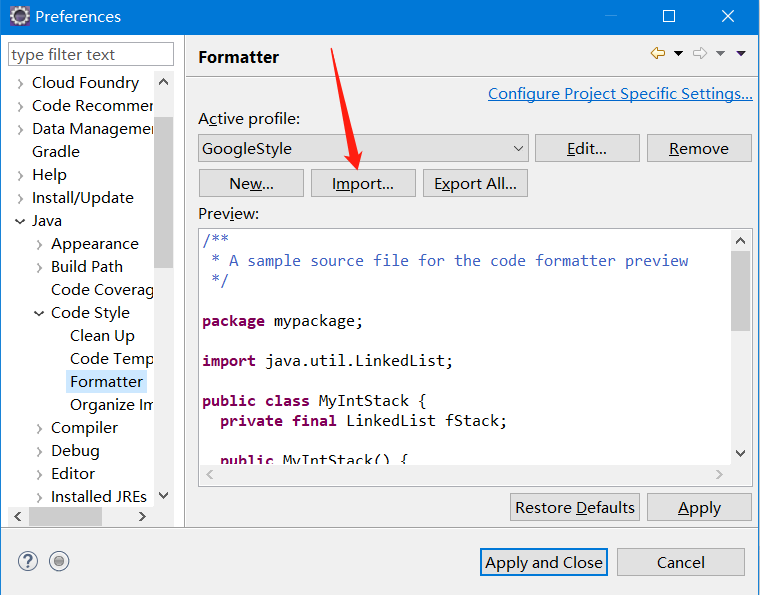 Preferences
type filter text
Cloud Foundry
Code Recommer
Data Managemer
Gradle
Help
Install/Update
Java
Appearance
Build Path
Code Coverag
Code Style
Clean Up
Code Temp
Formatter
Organize Im
Compiler
Debug
Editor
Installed JREs
Formatter
Configure Project Specific Settings...
Active profile:
GoogleStyle
Edit...
Remove
New...
Import...
Export All...
Preview:
/**
* A sample source file for the code formatter preview
*/
package mypackage;
import java.util.LinkedList;
public class MyIntStack {
private final LinkedList fStack;
public MyIntStack() {
Restore Defaults
Apply
?
Apply and Close
Cancel